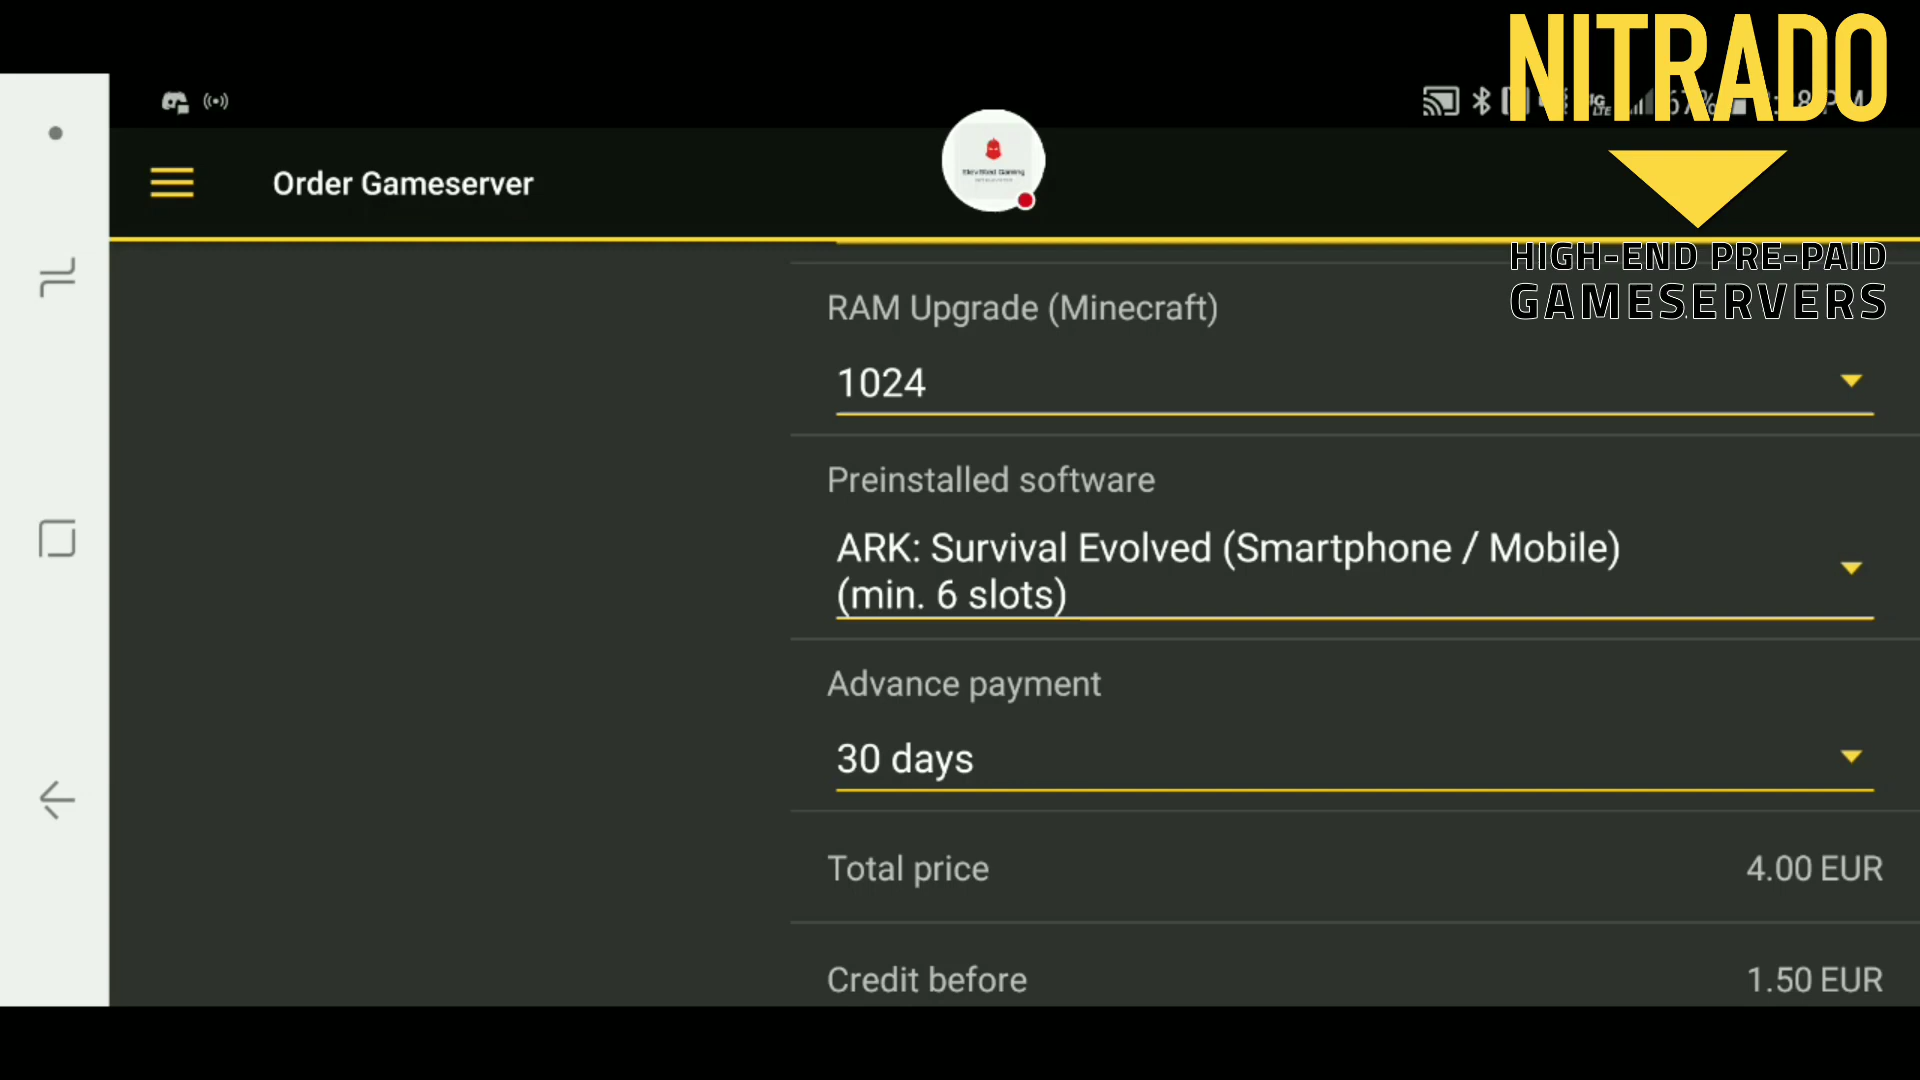 NITRADO
67%
Order Gameserver
HIGH-END PRE-PAID
GAMESERVERS
RAM Upgrade (Minecraft)
1024
Preinstalled software
ARK: Survival Evolved (Smartphone / Mobile)
(min. 6 slots)
Advance payment
30 days
Total price
4.00 EUR
Credit before
1.50 EUR